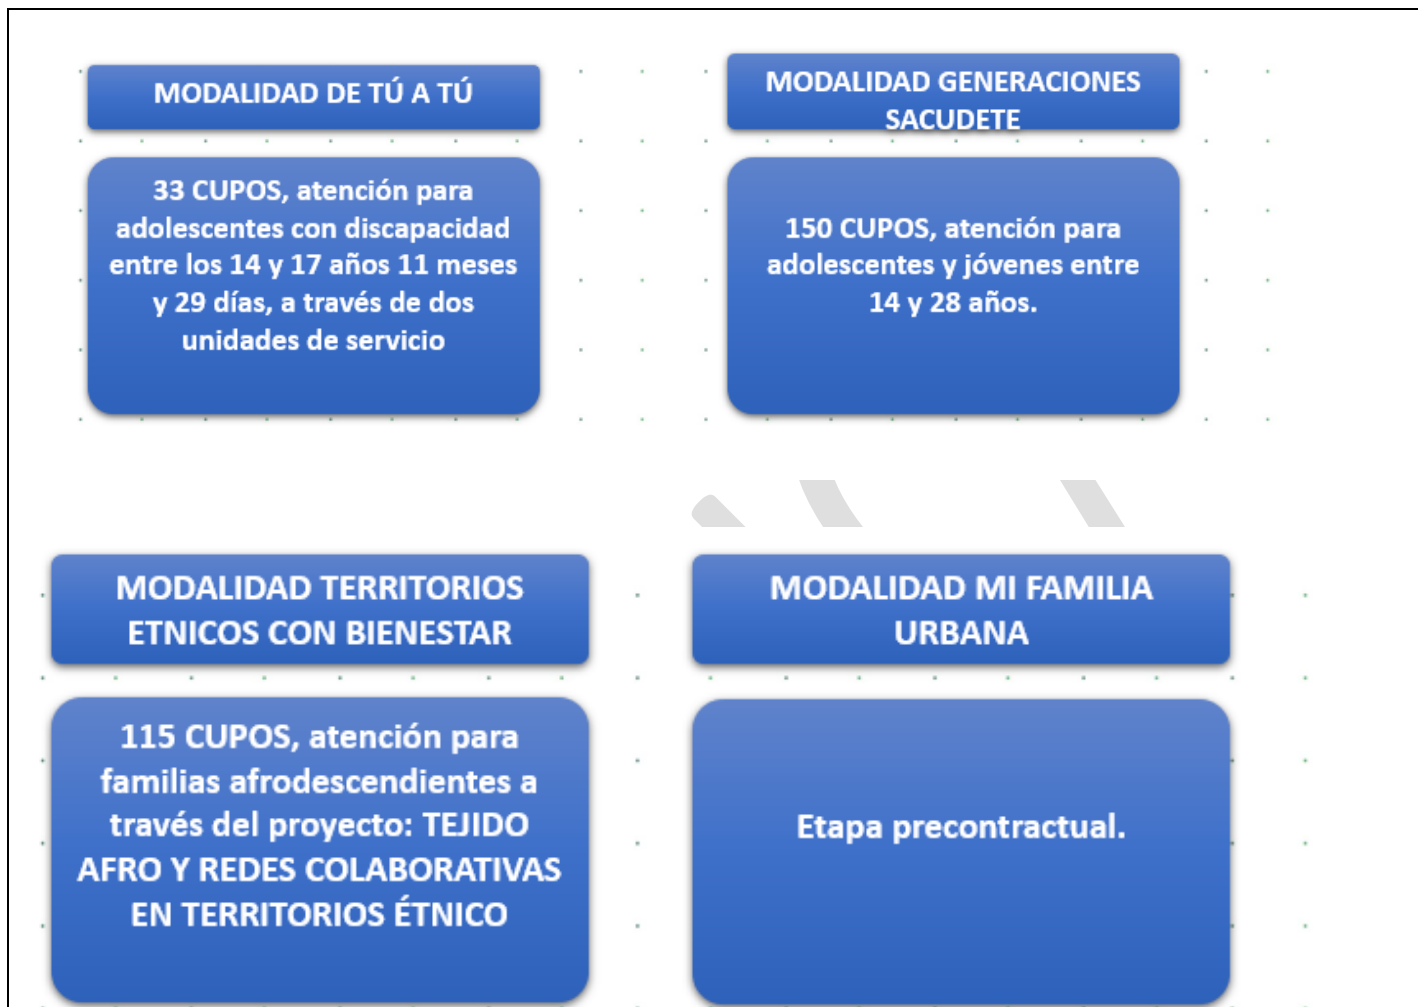 MODALIDAD DE TÚ A TÚ
33 CUPOS, atención para
adolescentes con discapacidad
entre los 14 y 17 años 11 meses
y 29 días, a través de dos
unidades de servicio
MODALIDAD GENERACIONES
SACUDETE
150 CUPOS, atención para
adolescentes y jóvenes entre
14 y 28 años.
MODALIDAD TERRITORIOS
ETNICOS CON BIENESTAR
115 CUPOS, atención para
familias afrodescendientes a
través del proyecto: TEJIDO
AFRO Y REDES COLABORATIVAS
EN TERRITORIOS ÉTNICO
MODALIDAD MI FAMILIA
URBANA
Etapa precontractual.